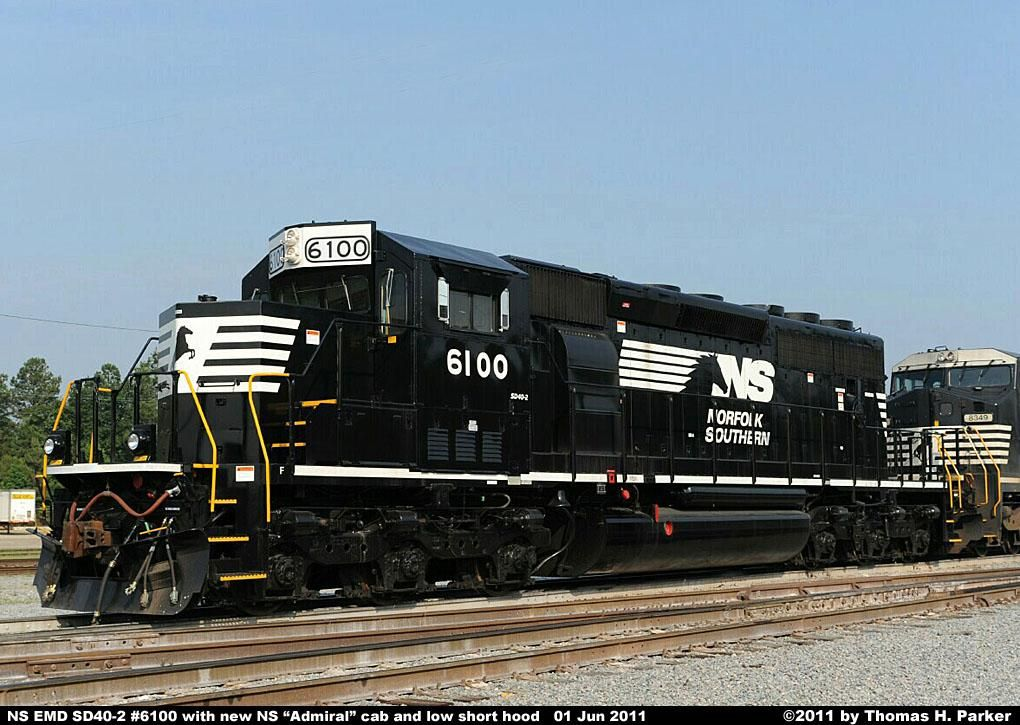 6100
6100
6100
SD40-2
NS
NORFOLK
SOUTHERN
8349
F
NS EMD SD40-2 #6100 with new NS “Admiral” cab and low short hood 01 Jun 2011 ©2011 by Thomas H. Parker